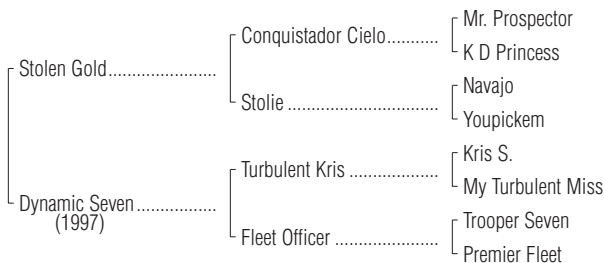 Mr. Prospector
Conquistador Cielo...........
K D Princess
Stolen Gold......................
Navajo
Stolie ...............................
Youpickem
Kris S.
Turbulent Kris ..................
My Turbulent Miss
Dynamic Seven................
(1997)
Trooper Seven
Fleet Officer .....................
Premier Fleet